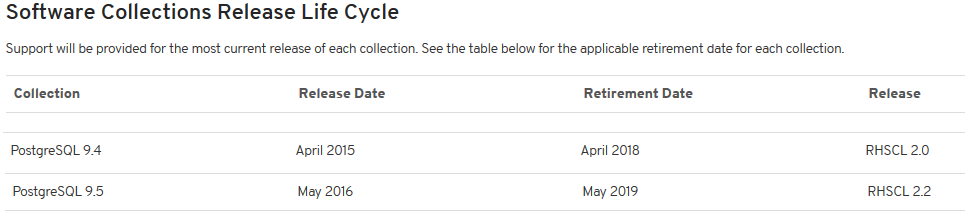 Software Collections Release Life Cycle
Support will be provided for the most current release of each collection. See the table below for the applicable retirement date for each collection.
Collection Release Date Retirement Date Release
PostgreSQL 9.4 April 2015 April 2018 RHSCL 2.0
PostgreSQL 9.5 May 2016 May 2019 RHSCL 2.2